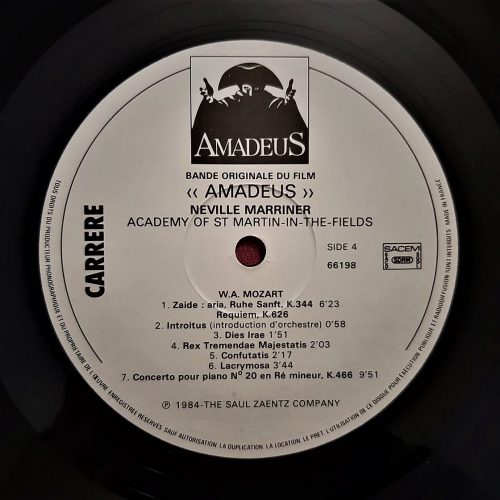 AMADEUS
BANDE ORIGINALE DU FILM
‹‹ AMADEUS ››
NEVILLE MARRINER
ACADEMY OF ST MARTIN-IN-THE-FIELDS
CARRERE
SIDE 4
66198
SACEM
SDRM
W.A. MOZART
1. Zaide : aria, Ruhe Sanft, K.344 6'23
Requiem, K.626
2. Introitus (introduction d'orchestre) 0'58
3. Dies Irae 1'51
4. Rex Tremendae Majestatis 2'03
5. Confutatis 2'17
6. Lacrymosa 3'44
7. Concerto pour piano Nº 20 en Ré mineur, K.466 9'51
℗ 1984-THE SAUL ZAENTZ COMPANY
TOUS DROITS DU PRODUCTEUR PHONOGRAPHIQUE ET DU PROPRIETAIRE DE L'ŒUVRE ENREGISTREE RESERVES SAUF AUTORISATION. LA DUPLICATION. LA LOCATION. LE PRET. L'UTILISATION DE CE DISQUE POUR EXECUTION PUBLIQUE ET RADIODIFFUSION SONT INTERDITS MADE IN FRANCE